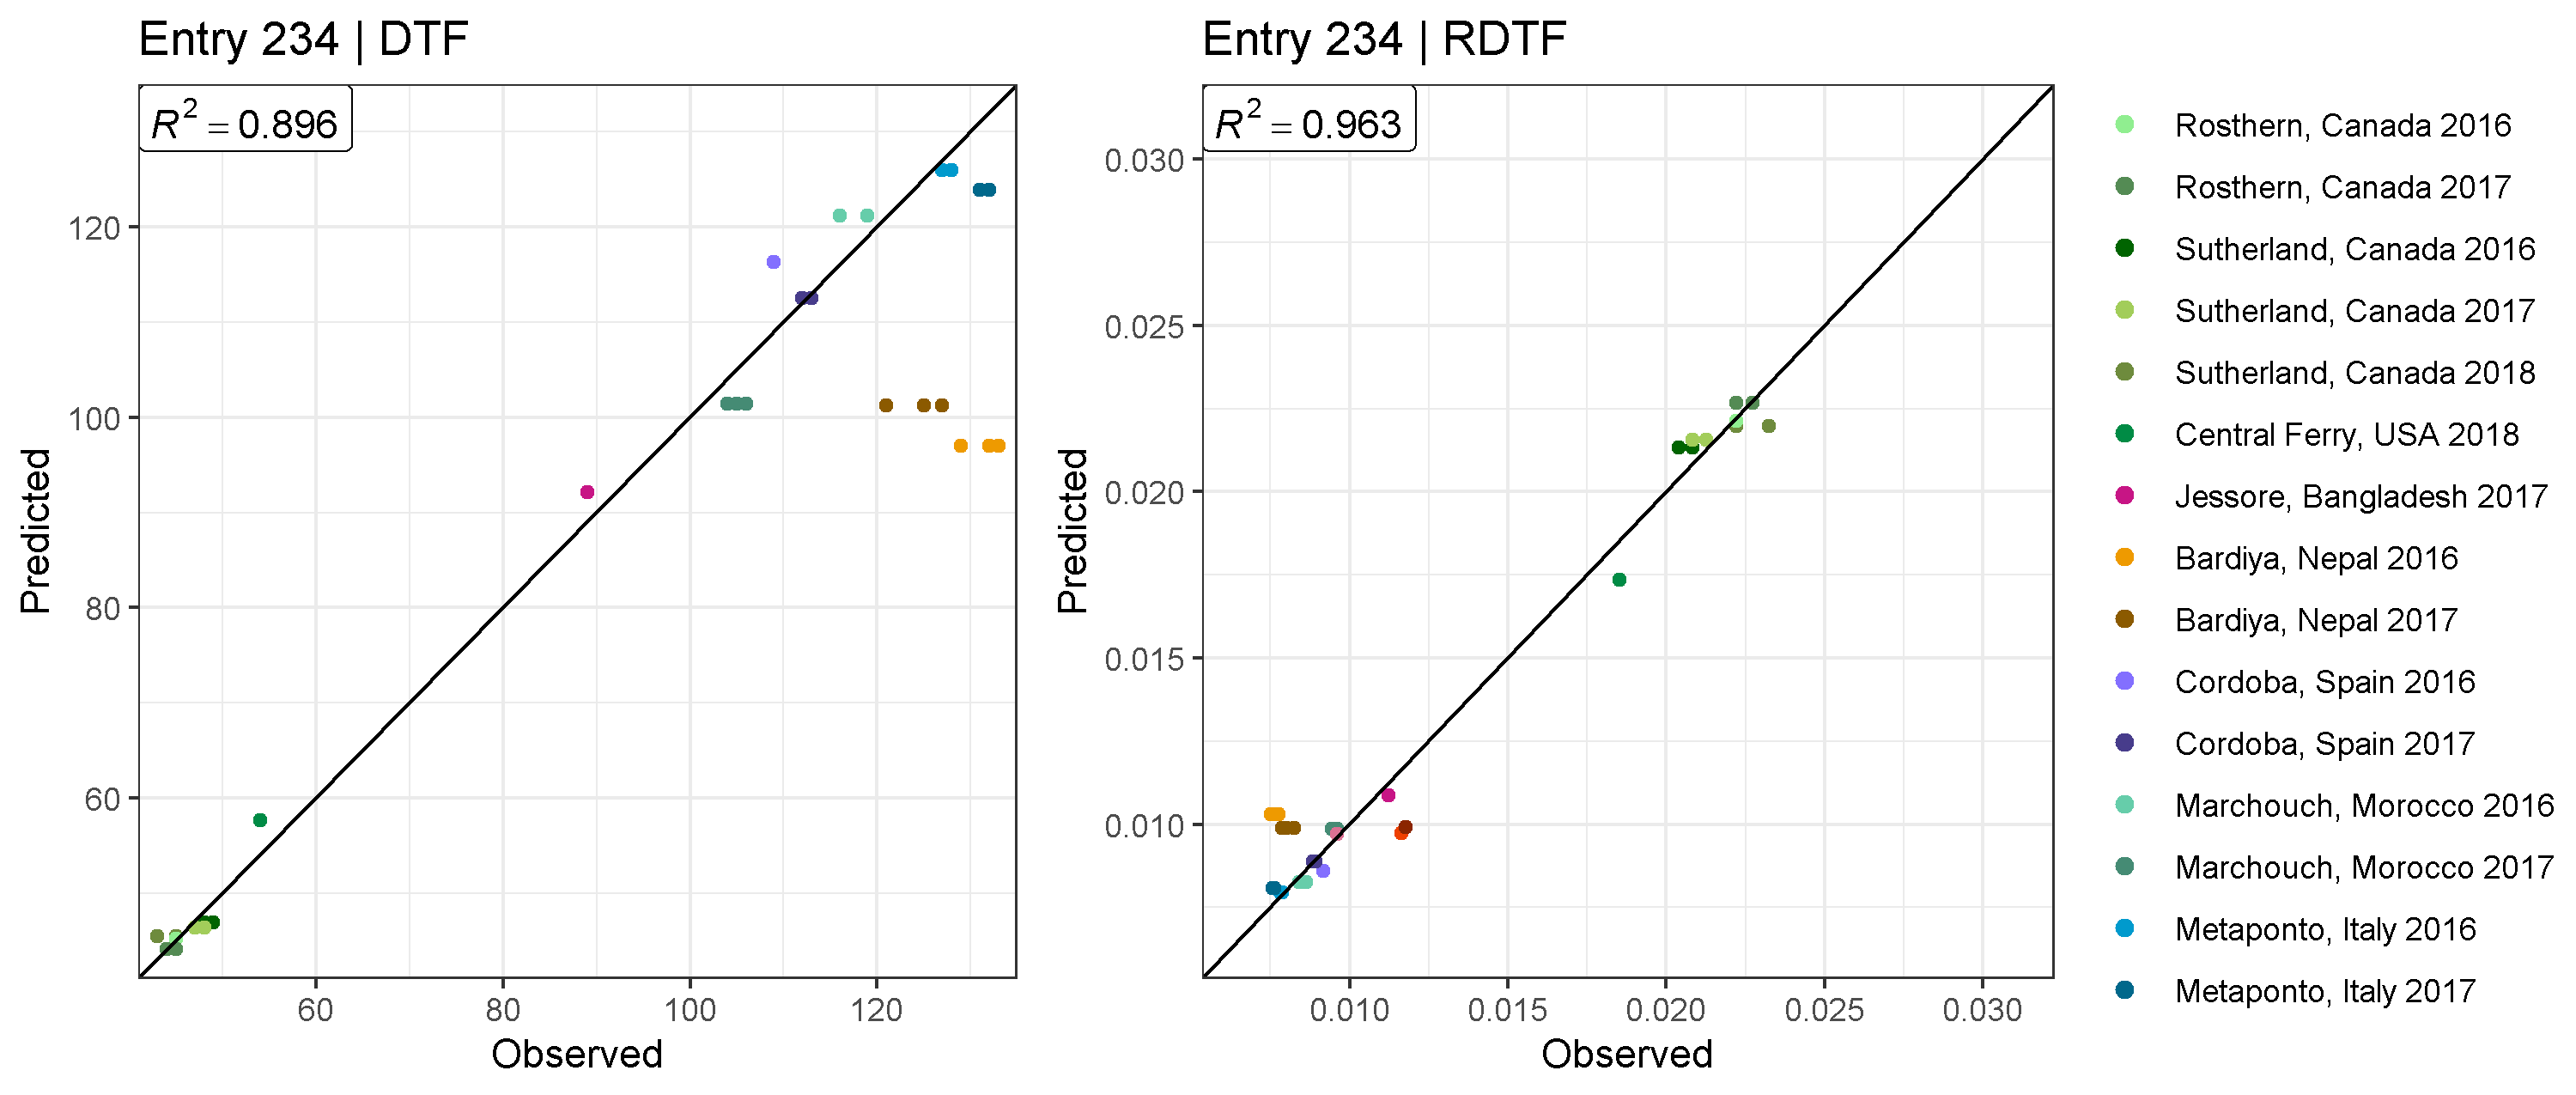 Entry 234 | DTF
R² = 0.896
120
100
80
60
Predicted
60 80 100 120
Observed
Entry 234 | RDTF
R² = 0.963
0.030
0.025
0.020
0.015
0.010
Predicted
0.010 0.015 0.020 0.025 0.030
Observed
Rosthern, Canada 2016
Rosthern, Canada 2017
Sutherland, Canada 2016
Sutherland, Canada 2017
Sutherland, Canada 2018
Central Ferry, USA 2018
Jessore, Bangladesh 2017
Bardiya, Nepal 2016
Bardiya, Nepal 2017
Cordoba, Spain 2016
Cordoba, Spain 2017
Marchouch, Morocco 2016
Marchouch, Morocco 2017
Metaponto, Italy 2016
Metaponto, Italy 2017